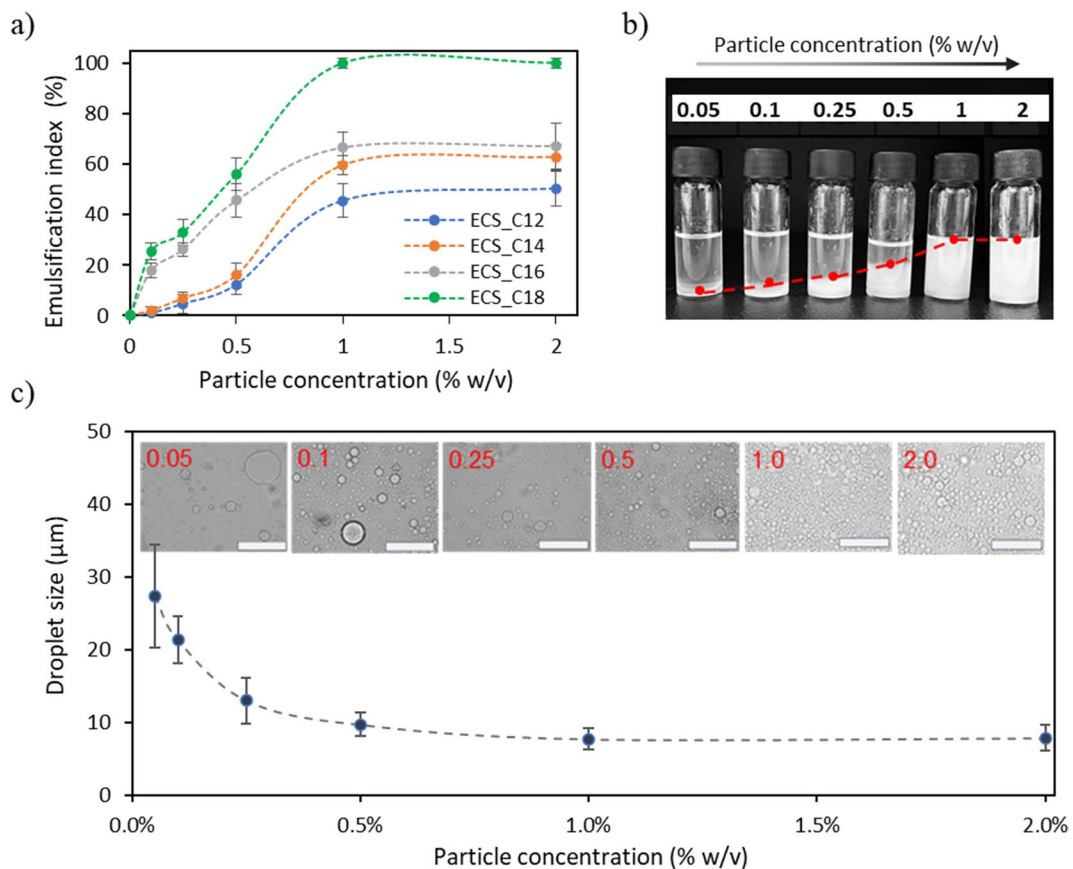 a)
Emulsification index (%)
100
80
60
40
20
0
0 0.5 1 1.5 2
Particle concentration (% w/v)
ECS_C12
ECS_C14
ECS_C16
ECS_C18
b)
Particle concentration (% w/v)
0.05 0.1 0.25 0.5 1 2
c)
Droplet size (µm)
50
40
30
20
10
0
0.05 0.1 0.25 0.5 1.0 2.0
0.0% 0.5% 1.0% 1.5% 2.0%
Particle concentration (% w/v)